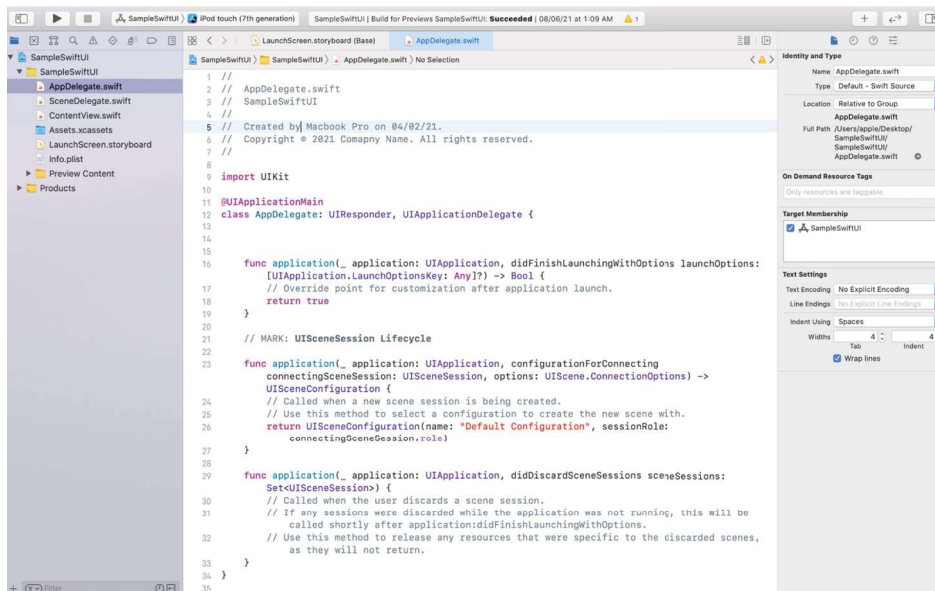 SampleSwiftUI ⟩ iPod touch (7th generation)
SampleSwiftUI | Build for Previews SampleSwiftUI: Succeeded | 08/06/21 at 1:09 AM
1
LaunchScreen.storyboard (Base)
AppDelegate.swift
SampleSwiftUI
SampleSwiftUI
AppDelegate.swift
SceneDelegate.swift
ContentView.swift
Assets.xcassets
LaunchScreen.storyboard
Info.plist
Preview Content
Products
Filter
SampleSwiftUI ⟩ SampleSwiftUI ⟩ AppDelegate.swift ⟩ No Selection
1 //
2 //  AppDelegate.swift
3 //  SampleSwiftUI
4 //
5 //  Created by Macbook Pro on 04/02/21.
6 //  Copyright © 2021 Comapny Name. All rights reserved.
7 //
8
9 import UIKit
10
11 @UIApplicationMain
12 class AppDelegate: UIResponder, UIApplicationDelegate {
13
14
15
16 func application(_ application: UIApplication, didFinishLaunchingWithOptions launchOptions:
[UIApplication.LaunchOptionsKey: Any]?) -> Bool {
17 // Override point for customization after application launch.
18 return true
19 }
20
21 // MARK: UISceneSession Lifecycle
22
23 func application(_ application: UIApplication, configurationForConnecting
connectingSceneSession: UISceneSession, options: UIScene.ConnectionOptions) ->
UISceneConfiguration {
24 // Called when a new scene session is being created.
25 // Use this method to select a configuration to create the new scene with.
26 return UISceneConfiguration(name: "Default Configuration", sessionRole:
connectingSceneSession.role)
27 }
28
29 func application(_ application: UIApplication, didDiscardSceneSessions sceneSessions:
Set<UISceneSession>) {
30 // Called when the user discards a scene session.
31 // If any sessions were discarded while the application was not running, this will be
called shortly after application:didFinishLaunchingWithOptions.
32 // Use this method to release any resources that were specific to the discarded scenes,
as they will not return.
33 }
34 }
35
Identity and Type
Name AppDelegate.swift
Type Default - Swift Source
Location Relative to Group
AppDelegate.swift
Full Path /Users/apple/Desktop/
SampleSwiftUI/
SampleSwiftUI/
AppDelegate.swift
On Demand Resource Tags
Only resources are taggable
Target Membership
SampleSwiftUI
Text Settings
Text Encoding No Explicit Encoding
Line Endings No Explicit Line Endings
Indent Using Spaces
Widths 4 4
Tab Indent
Wrap lines